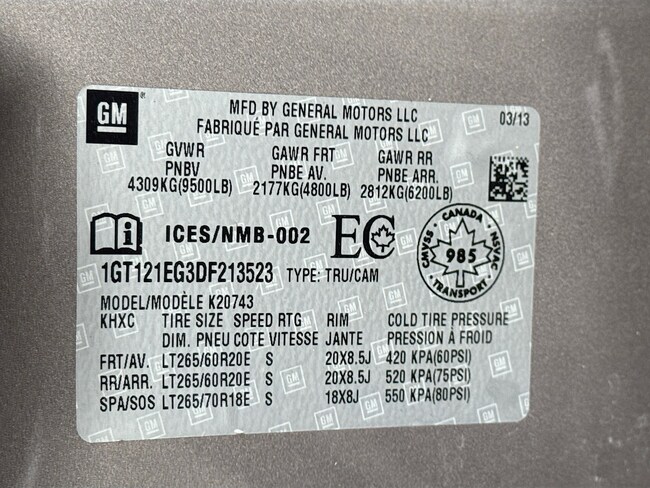 GM
MFD BY GENERAL MOTORS LLC
FABRIQUÉ PAR GENERAL MOTORS LLC
03/13
GVWR GAWR FRT GAWR RR
PNBV PNBE AV. PNBE ARR.
4309KG(9500LB) 2177KG(4800LB) 2812KG(6200LB)
ICES/NMB-002 EC
CANADA
CMVSS 985 NSVAC
TRANSPORT
1GT121EG3DF213523 TYPE: TRU/CAM
MODEL/MODÈLE K20743
KHXC TIRE SIZE SPEED RTG RIM COLD TIRE PRESSURE
DIM. PNEU COTE VITESSE JANTE PRESSION À FROID
FRT/AV. LT265/60R20E S 20X8.5J 420 KPA(60PSI)
RR/ARR. LT265/60R20E S 20X8.5J 520 KPA(75PSI)
SPA/SOS LT265/70R18E S 18X8J 550 KPA(80PSI)